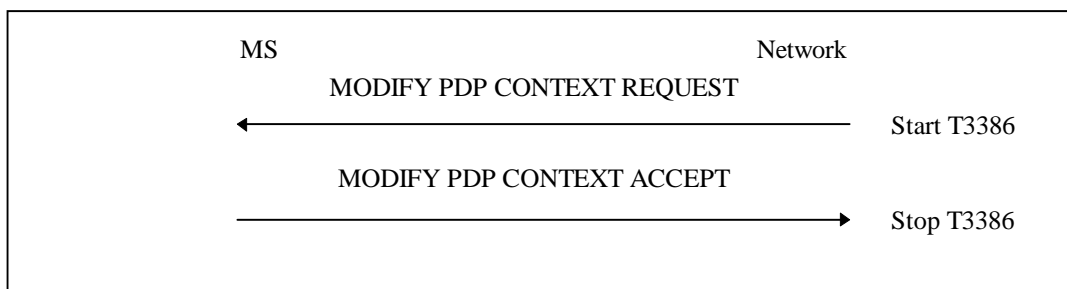 MS Network
MODIFY PDP CONTEXT REQUEST
Start T3386
MODIFY PDP CONTEXT ACCEPT
Stop T3386